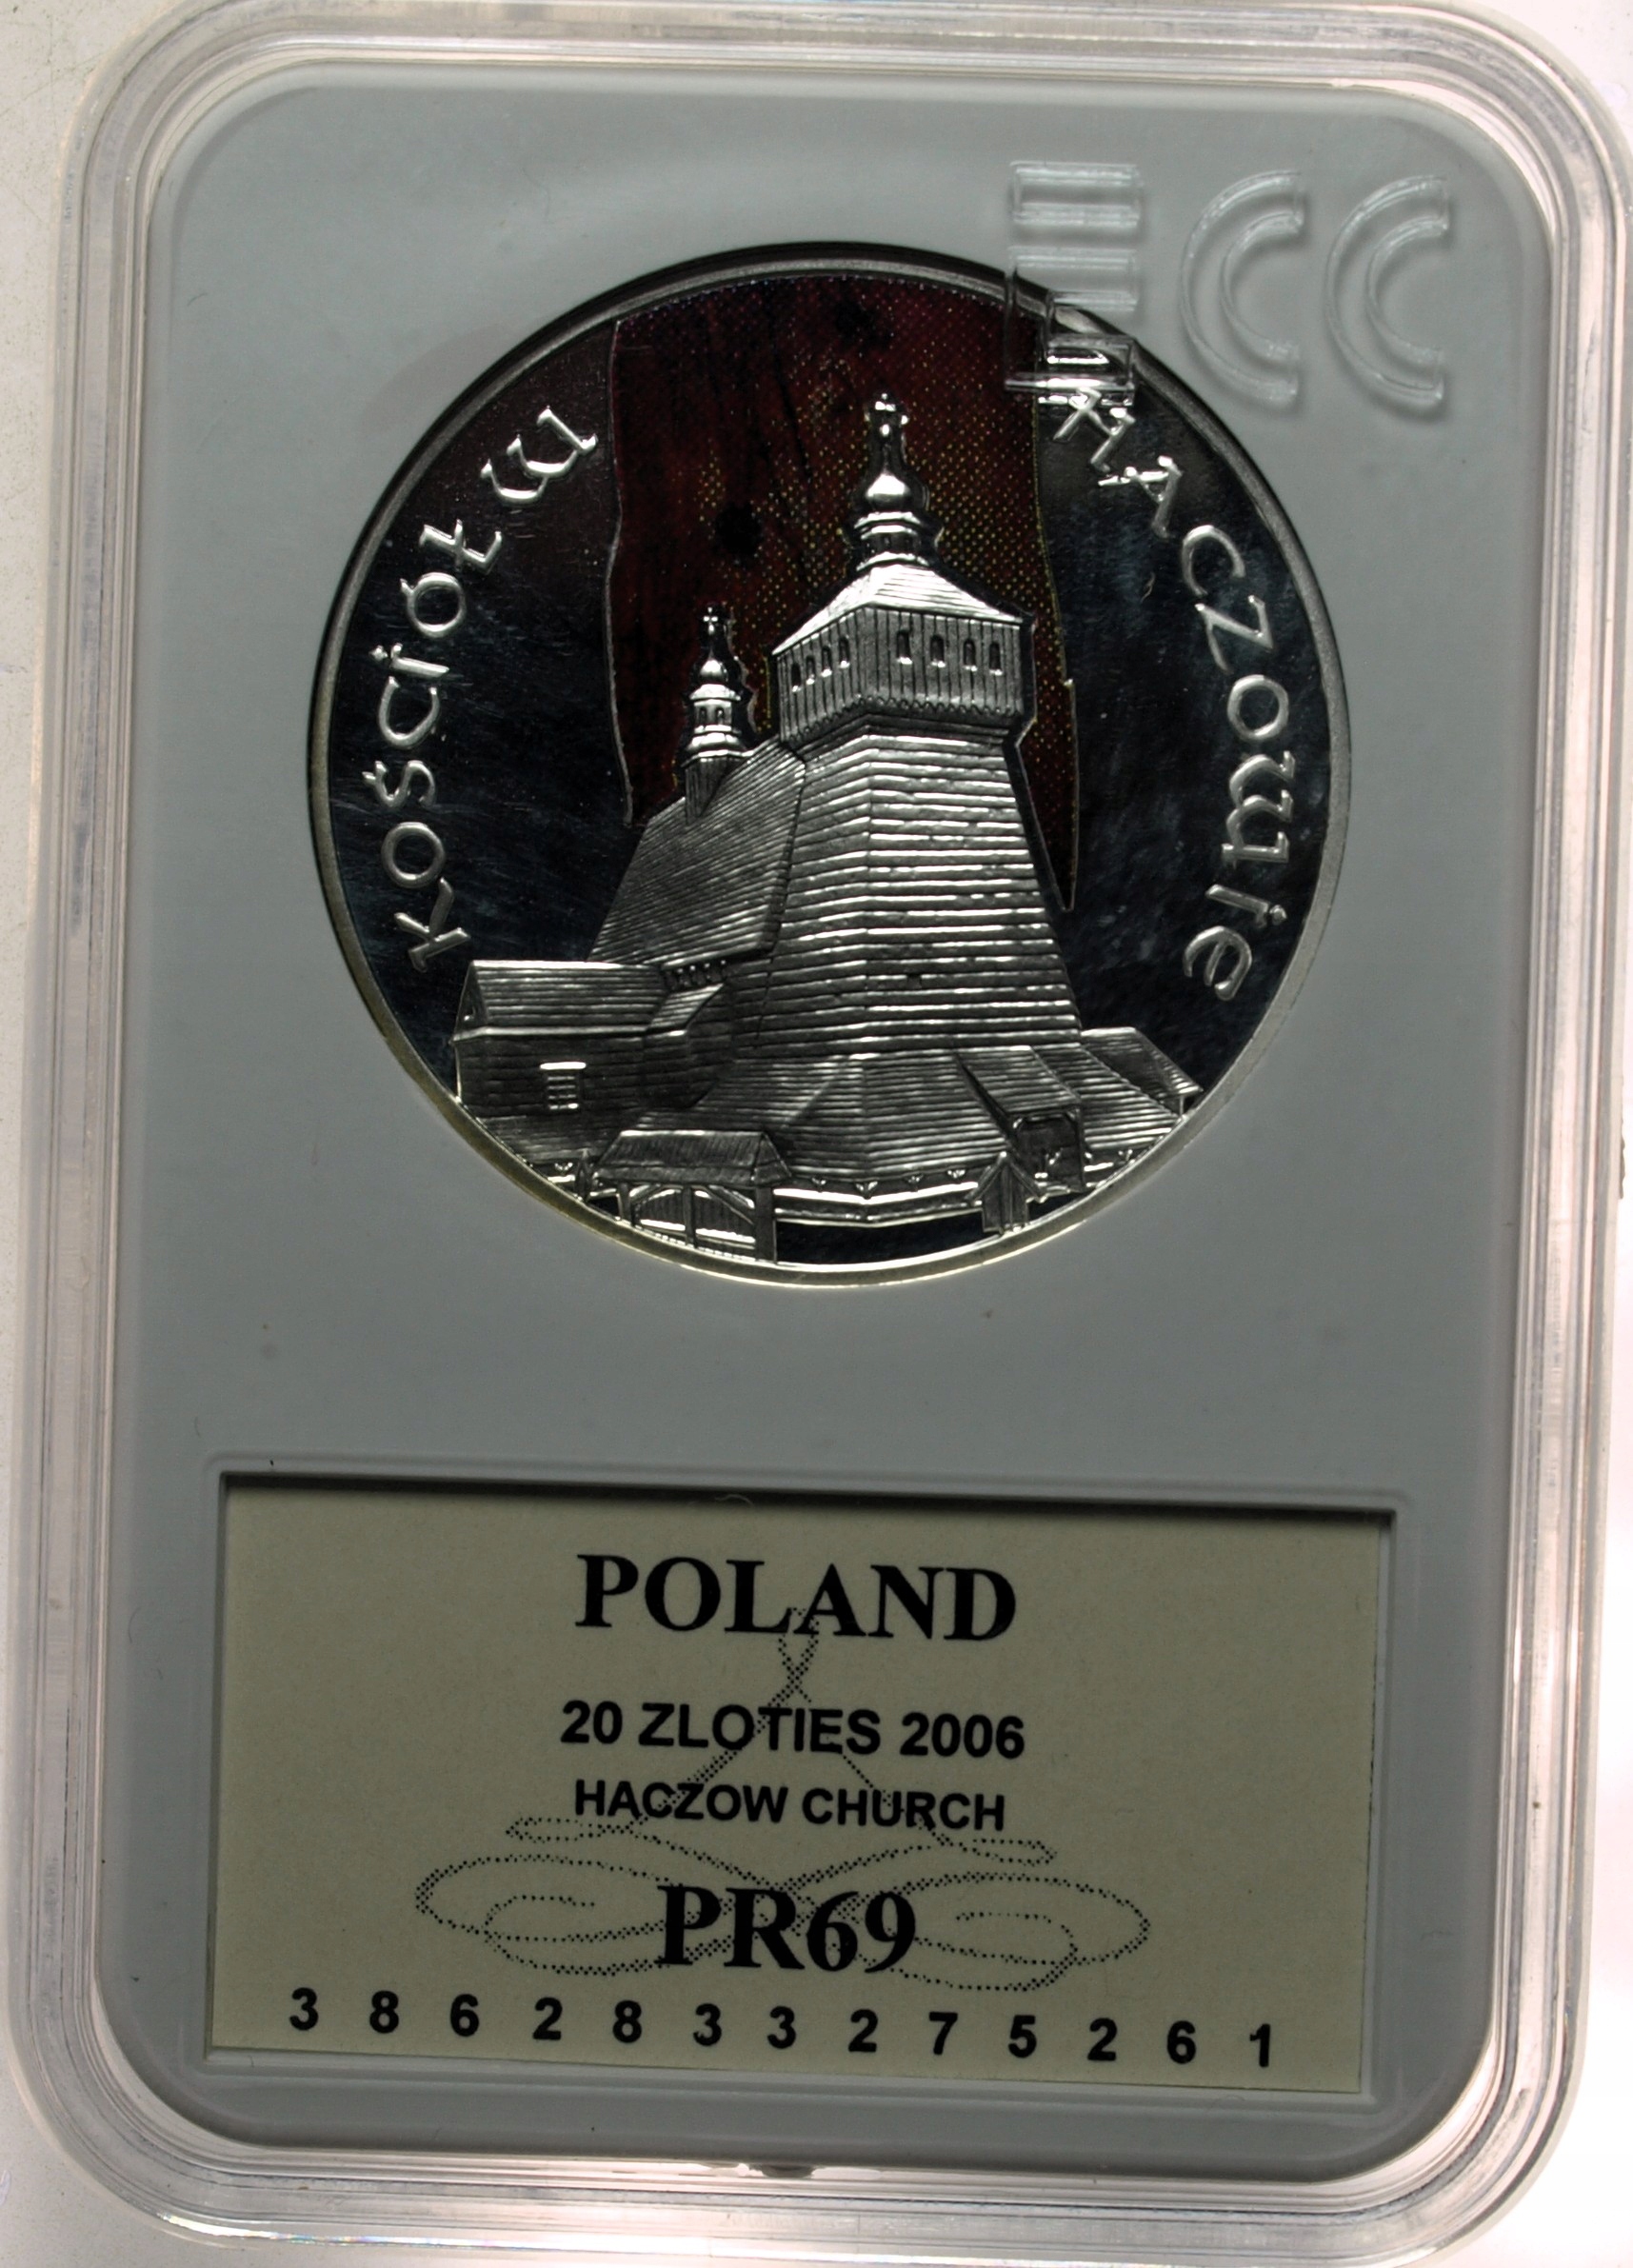 ECC
Kościół w Haczowie
POLAND
20 ZLOTIES 2006
HACZOW CHURCH
PR69
3 8 6 2 8 3 3 2 7 5 2 6 1